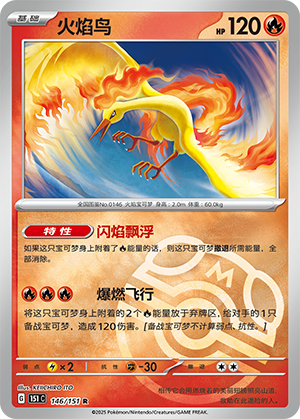 基础 火焰鸟 HP 120
全国图鉴No.0146 火焰宝可梦 身高：2.0m 体重：60.0kg
特性 闪焰飘浮
如果这只宝可梦身上附着了能量的话，则这只宝可梦撤退所需能量，全
部消除。
爆燃飞行
将这只宝可梦身上附着的2个能量放于弃牌区，给对手的1只
备战宝可梦，造成120伤害。[备战宝可梦不计算弱点、抗性。]
弱点 ×2 抗性 -30 撤退
Illus. KEIICHIRO ITO
G 151 C 146/151 R
©2025 Pokémon/Nintendo/Creatures/GAME FREAK.